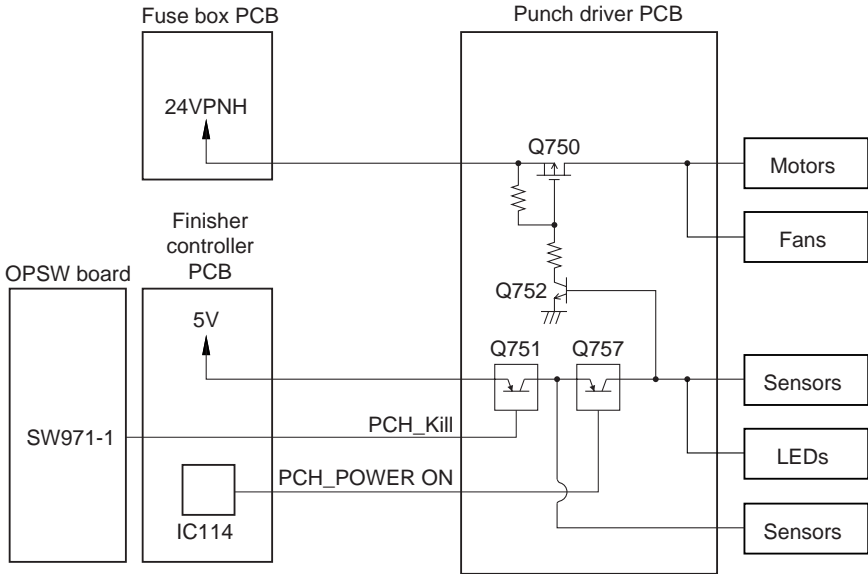 Fuse box PCB
Punch driver PCB
24VPNH
Q750
Motors
Finisher
controller
PCB
Fans
OPSW board
Q752
5V
Q751
Q757
Sensors
PCH_Kill
SW971-1
LEDs
PCH_POWER ON
IC114
Sensors